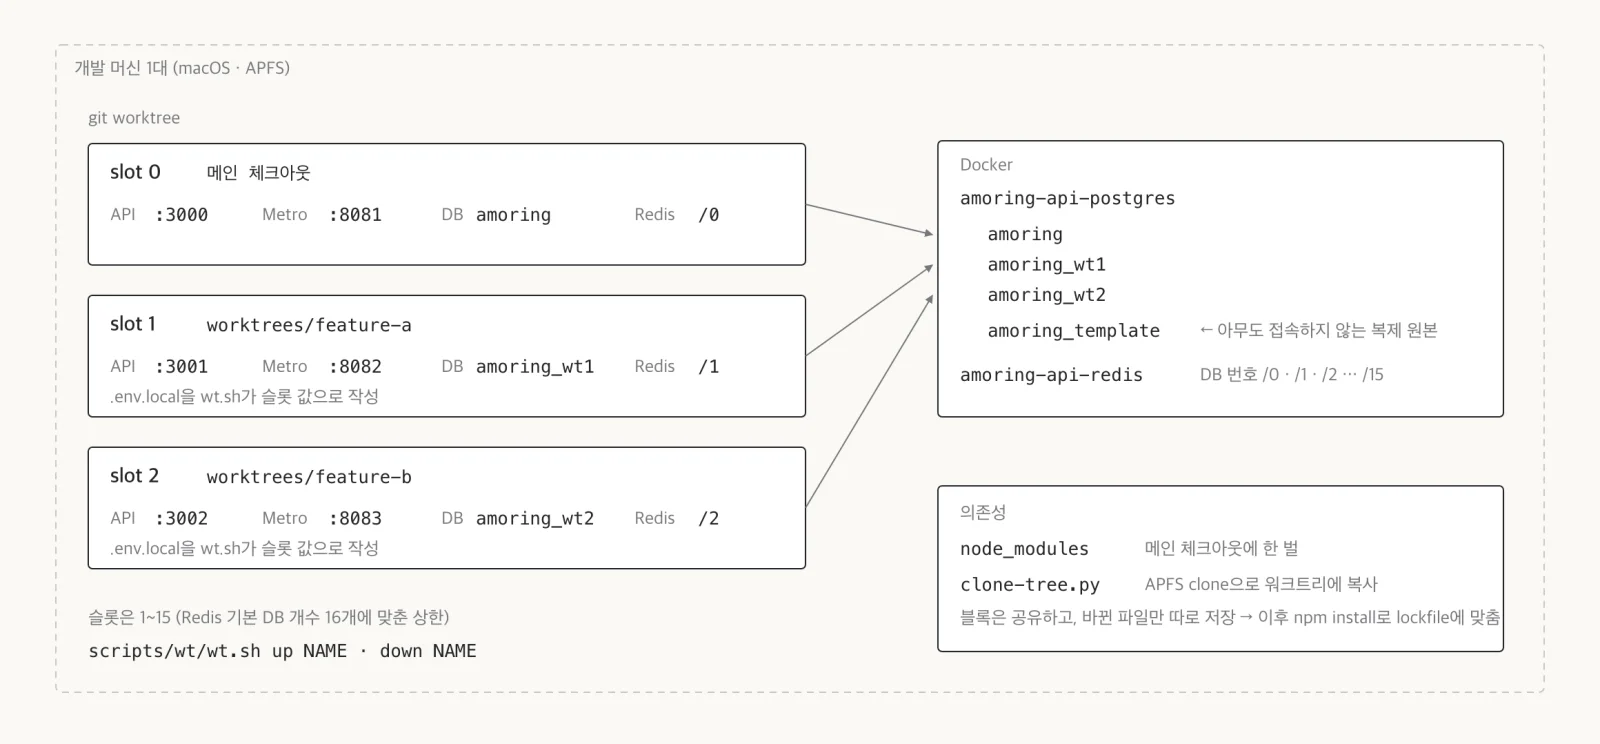 개발 머신 1대 (macOS · APFS)
git worktree
slot 0 메인 체크아웃
API :3000 Metro :8081 DB amoring Redis /0
slot 1 worktrees/feature-a
API :3001 Metro :8082 DB amoring_wt1 Redis /1
.env.local을 wt.sh가 슬롯 값으로 작성
slot 2 worktrees/feature-b
API :3002 Metro :8083 DB amoring_wt2 Redis /2
.env.local을 wt.sh가 슬롯 값으로 작성
슬롯은 1~15 (Redis 기본 DB 개수 16개에 맞춘 상한)
scripts/wt/wt.sh up NAME · down NAME
Docker
amoring-api-postgres
amoring
amoring_wt1
amoring_wt2
amoring_template ← 아무도 접속하지 않는 복제 원본
amoring-api-redis DB 번호 /0 · /1 · /2 ··· /15
의존성
node_modules 메인 체크아웃에 한 벌
clone-tree.py APFS clone으로 워크트리에 복사
블록은 공유하고, 바뀐 파일만 따로 저장 → 이후 npm install로 lockfile에 맞춤